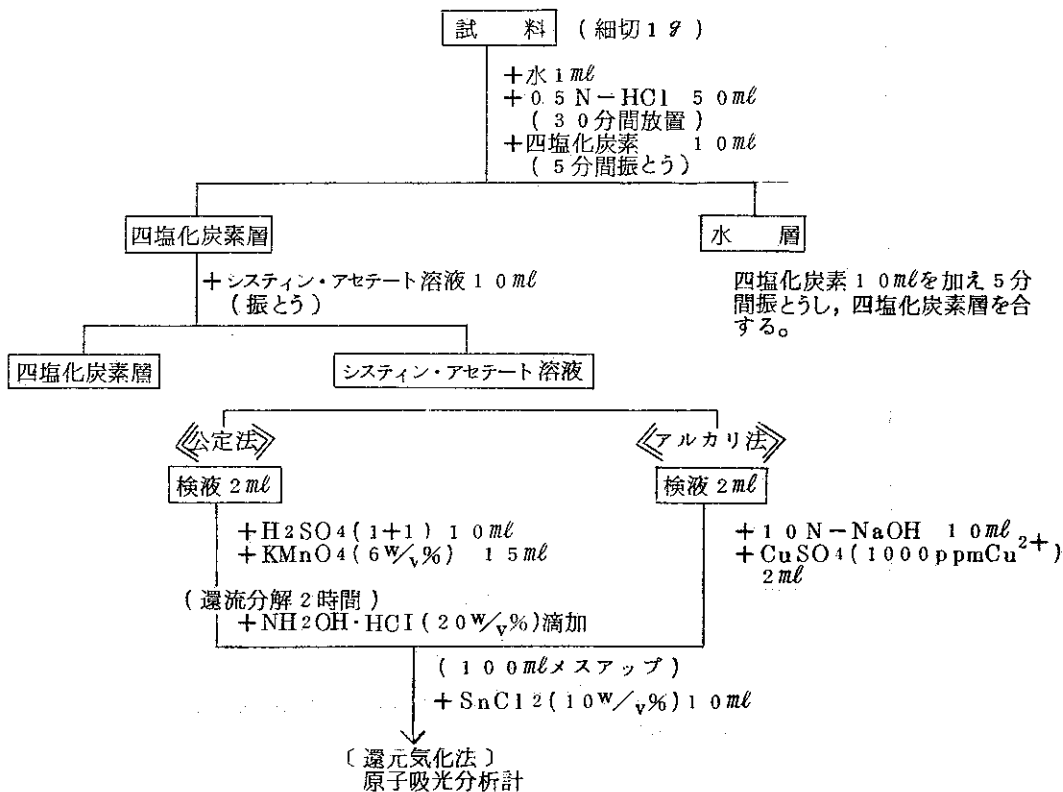 試　料 (細切1g)
+水1mℓ
+0.5N-HCl 50mℓ
(30分間放置)
+四塩化炭素 10mℓ
(5分間振とう)
四塩化炭素層
水　層
+システィン・アセテート溶液10mℓ
(振とう)
四塩化炭素10mℓを加え5分
間振とうし,四塩化炭素層を合
する。
四塩化炭素層
システィン・アセテート溶液
≪公定法≫
≪アルカリ法≫
検液2mℓ
検液2mℓ
+H2SO4(1+1) 10mℓ
+KMnO4(6w/v%) 15mℓ
+10N-NaOH 10mℓ
+CuSO4(1000ppmCu2+)
2mℓ
(還流分解2時間)
+NH2OH·HCI(20w/v%)滴加
(100mℓメスアップ)
+SnCl2(10w/v%)10mℓ
〔還元気化法〕
原子吸光分析計